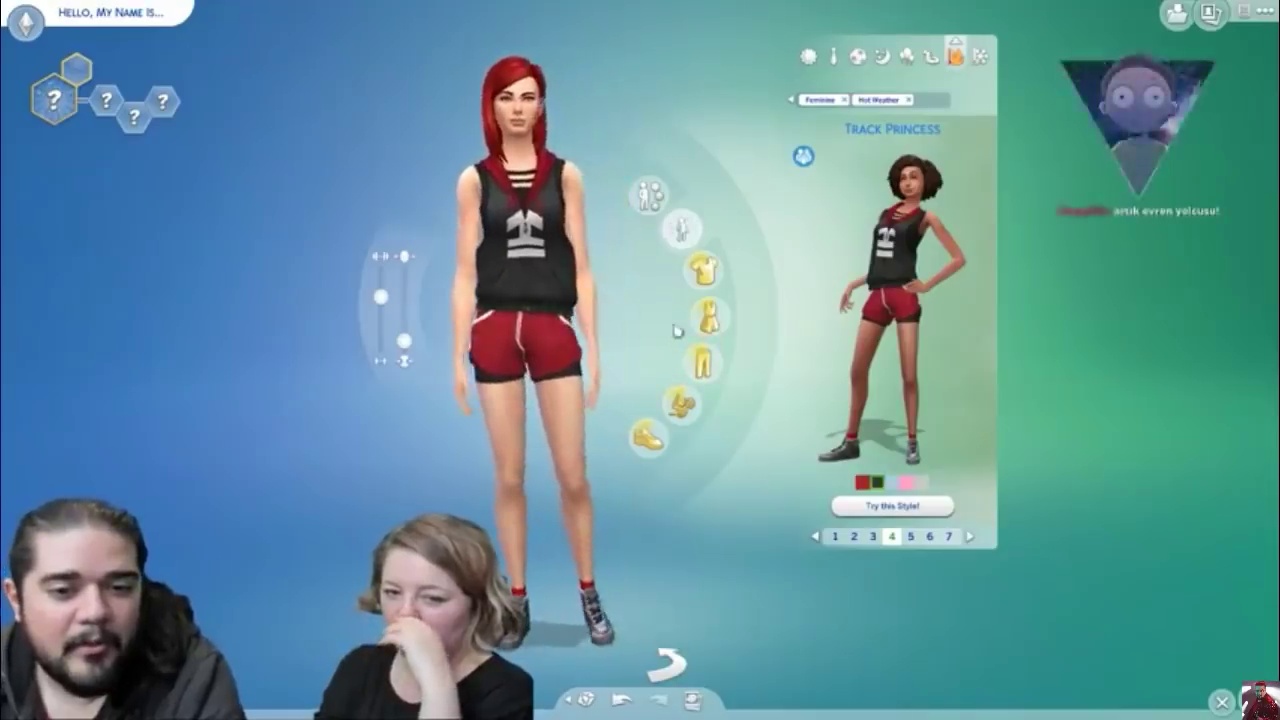 HELLO, MY NAME IS...
?
?
?
?
Feminine
Hot Weather
TRACK PRINCESS
artık evren yolcusu!
Try this Style!
1 2 3 4 5 6 7